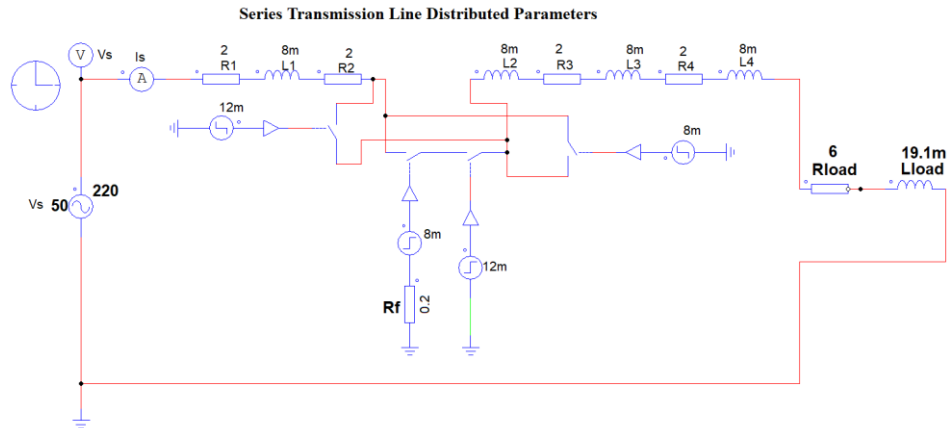 Series Transmission Line Distributed Parameters
V Vs
Is
A
2
R1
8m
L1
2
R2
8m
L2
2
R3
8m
L3
2
R4
8m
L4
12m
8m
6
Rload
19.1m
Lload
220
Vs 50
8m
12m
Rf
0.2